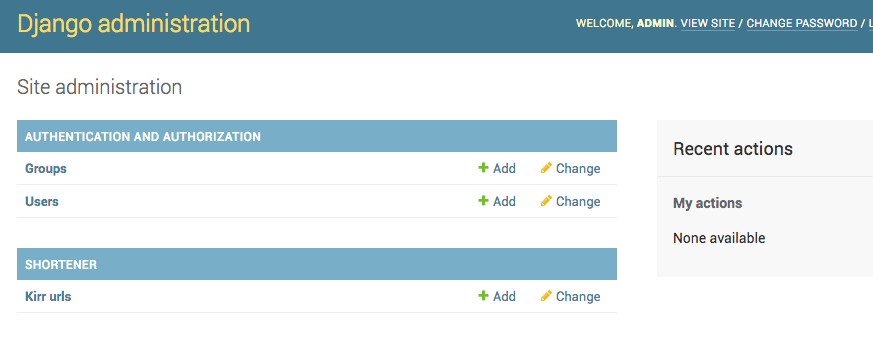 Django administration
WELCOME, ADMIN. VIEW SITE / CHANGE PASSWORD /
Site administration
AUTHENTICATION AND AUTHORIZATION
Groups Add Change
Users Add Change
SHORTENER
Kirr urls Add Change
Recent actions
My actions
None available